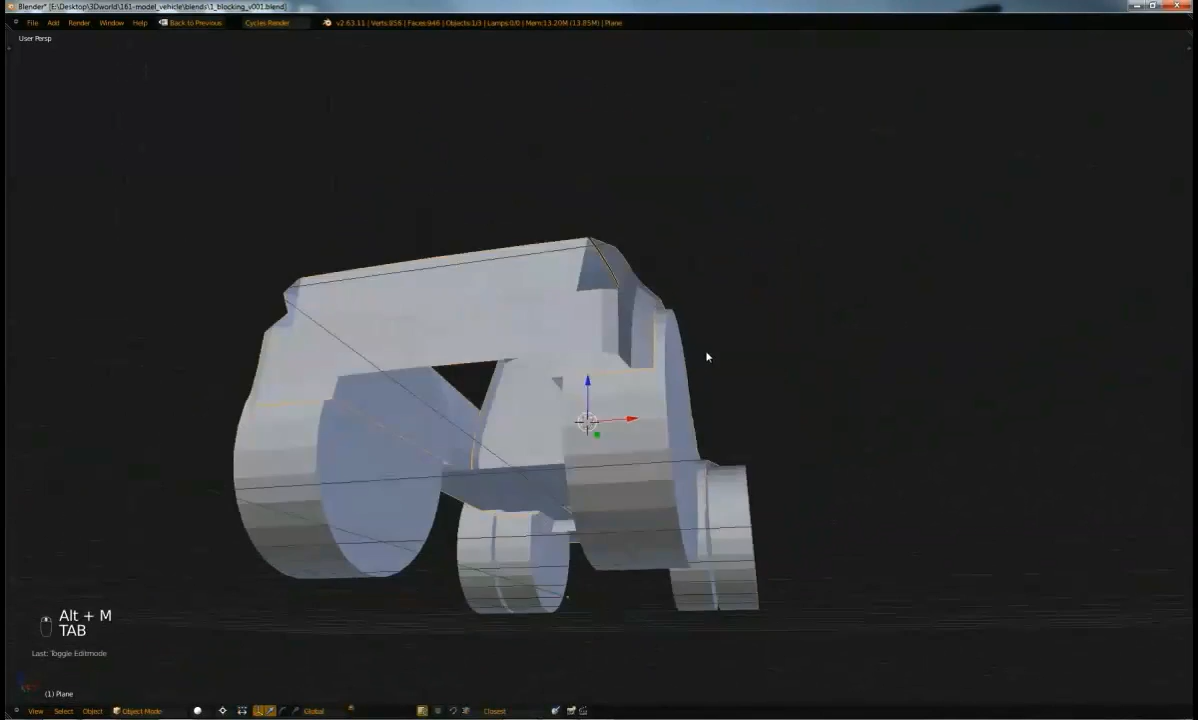 Blender* [E:\Desktop\3Dworld\161-model_vehicle\blends\1_blocking_v001.blend]
File Add Render Window Help Back to Previous Cycles Render v2.63.11 | Verts:856 | Faces:946 | Objects:1/3 | Lamps:0/0 | Mem:13.20M (13.85M) | Plane
User Persp
Alt + M
TAB
Last: Toggle Editmode
(1) Plane
View Select Object Object Mode Global Closest